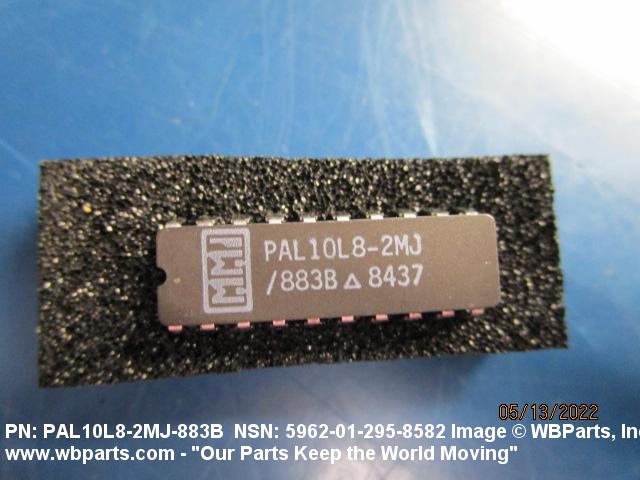 MMI
PAL10L8-2MJ
/883B △ 8437
05/13/2022
PN: PAL10L8-2MJ-883B NSN: 5962-01-295-8582 Image © WBParts, Inc
www.wbparts.com - "Our Parts Keep the World Moving"